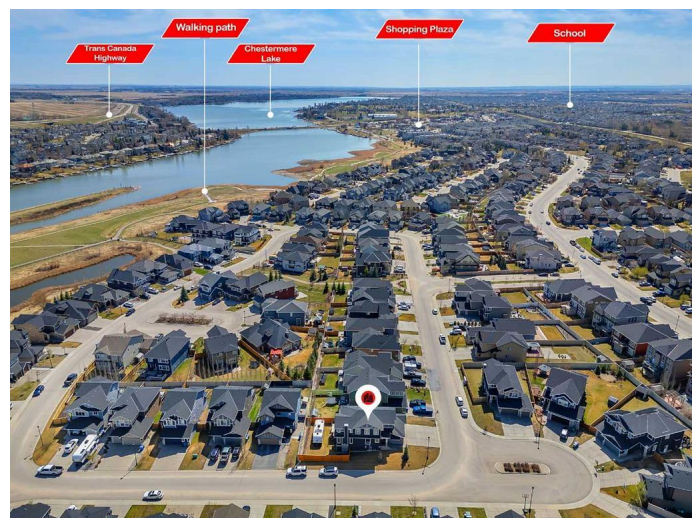 Trans Canada
Highway
Walking path
Chestermere
Lake
Shopping Plaza
School